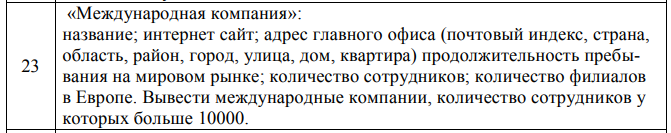 «Международная компания»:
название; интернет сайт; адрес главного офиса (почтовый индекс, страна,
область, район, город, улица, дом, квартира) продолжительность пребы-
23 вания на мировом рынке; количество сотрудников; количество филиалов
в Европе. Вывести международные компании, количество сотрудников у
которых больше 10000.